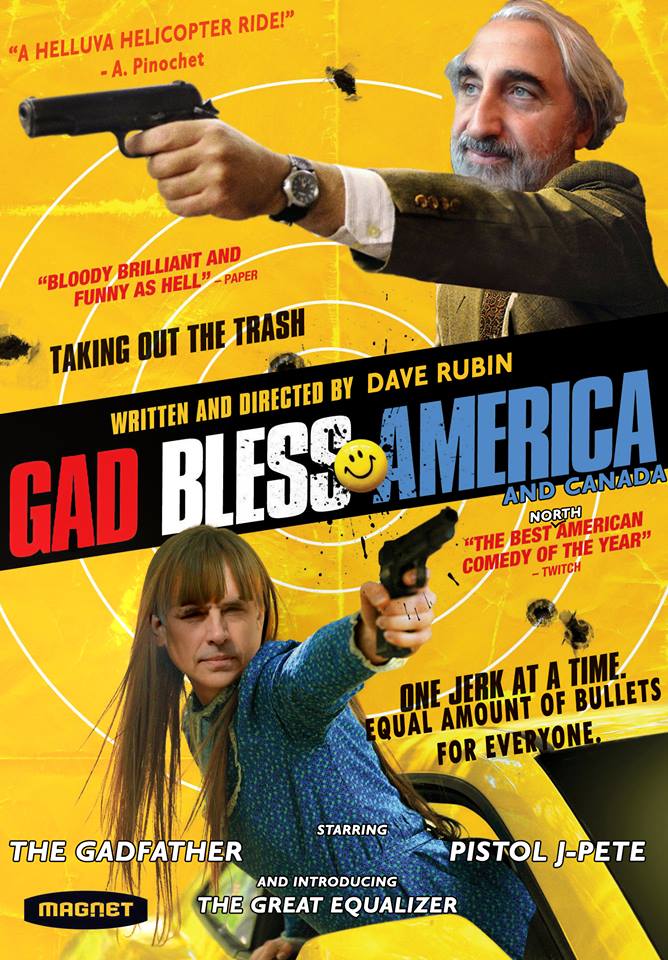 “A HELLUVA HELICOPTER RIDE!”
- A. Pinochet
“BLOODY BRILLIANT AND
FUNNY AS HELL” – PAPER
TAKING OUT THE TRASH
WRITTEN AND DIRECTED BY DAVE RUBIN
GAD BLESS AMERICA
AND CANADA
NORTH
“THE BEST AMERICAN
COMEDY OF THE YEAR”
– TWITCH
ONE JERK AT A TIME.
EQUAL AMOUNT OF BULLETS
FOR EVERYONE.
STARRING
THE GADFATHER PISTOL J-PETE
AND INTRODUCING
THE GREAT EQUALIZER
MAGNET